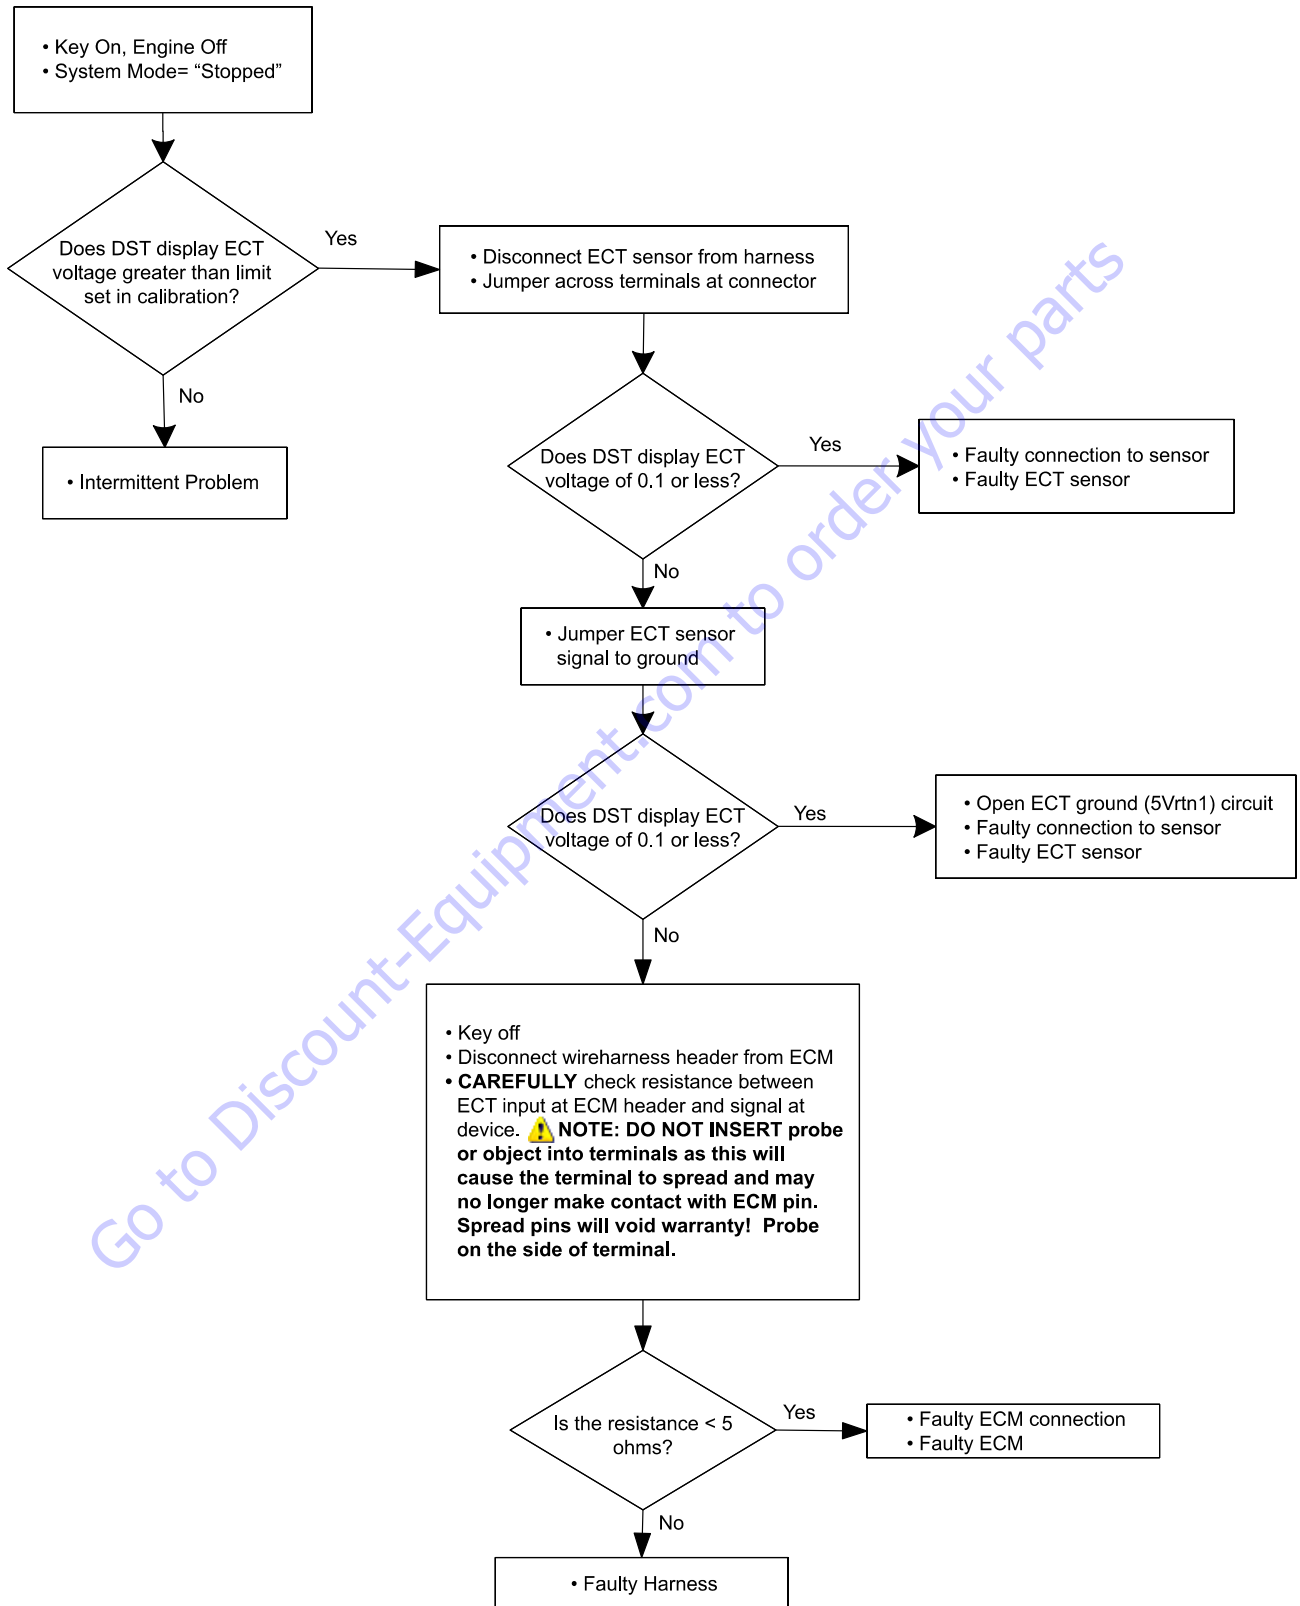 • Key On, Engine Off
• System Mode= “Stopped”
Does DST display ECT
voltage greater than limit
set in calibration?
Yes
• Disconnect ECT sensor from harness
• Jumper across terminals at connector
No
• Intermittent Problem
Does DST display ECT
voltage of 0.1 or less?
Yes
• Faulty connection to sensor
• Faulty ECT sensor
No
• Jumper ECT sensor
signal to ground
Does DST display ECT
voltage of 0.1 or less?
Yes
• Open ECT ground (5Vrtn1) circuit
• Faulty connection to sensor
• Faulty ECT sensor
No
• Key off
• Disconnect wireharness header from ECM
• CAREFULLY check resistance between
ECT input at ECM header and signal at
device. NOTE: DO NOT INSERT probe
or object into terminals as this will
cause the terminal to spread and may
no longer make contact with ECM pin.
Spread pins will void warranty! Probe
on the side of terminal.
Is the resistance < 5
ohms?
Yes
• Faulty ECM connection
• Faulty ECM
No
• Faulty Harness
Go to Discount-Equipment.com to order your parts